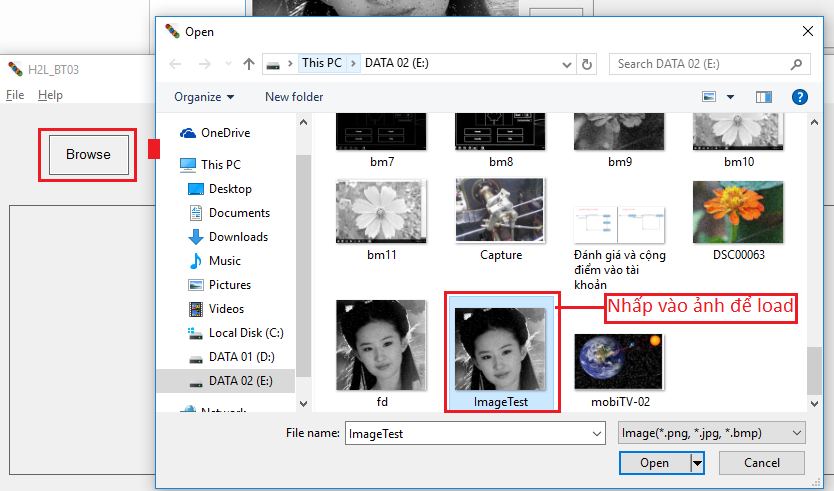 Open
H2L_BT03
File Help
Browse
This PC
DATA 02 (E:)
Search DATA 02 (E:)
Organize
New folder
OneDrive
This PC
Desktop
Documents
Downloads
Music
Pictures
Videos
Local Disk (C:)
DATA 01 (D:)
DATA 02 (E:)
Network
bm7
bm8
bm9
bm10
bm11
Capture
Đánh giá và cộng
điểm vào tài
khoản
DSC00063
fd
ImageTest
mobiTV-02
Nhấp vào ảnh để load
File name:
ImageTest
Image(*.png, *.jpg, *.bmp)
Open
Cancel